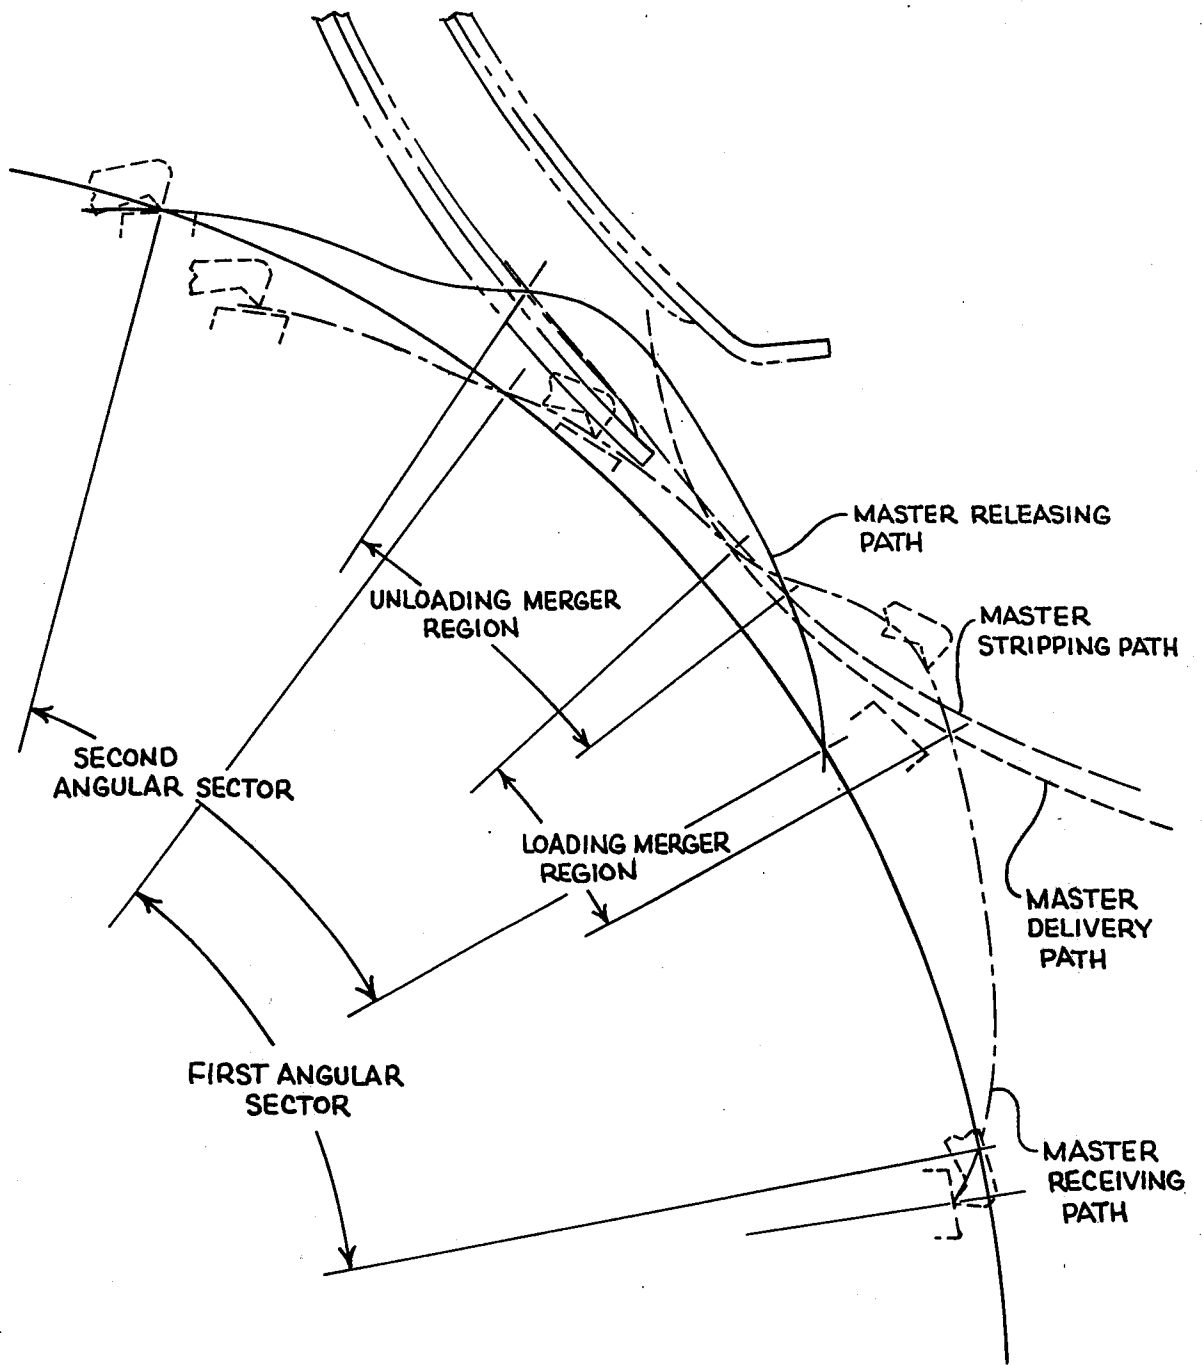 MASTER RELEASING
PATH
UNLOADING MERGER
REGION
MASTER
STRIPPING PATH
SECOND
ANGULAR SECTOR
LOADING MERGER
REGION
MASTER
DELIVERY
PATH
FIRST ANGULAR
SECTOR
MASTER
RECEIVING
PATH